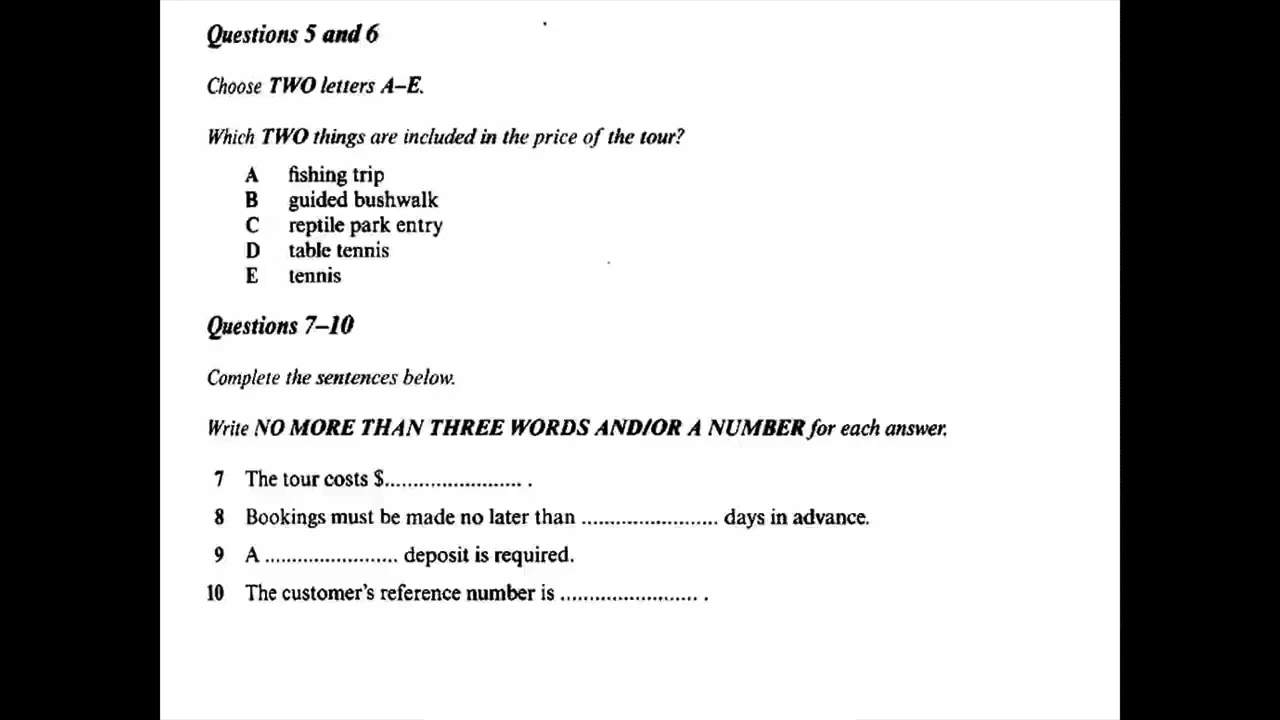 Questions 5 and 6
Choose TWO letters A–E.
Which TWO things are included in the price of the tour?
A fishing trip
B guided bushwalk
C reptile park entry
D table tennis
E tennis
Questions 7–10
Complete the sentences below.
Write NO MORE THAN THREE WORDS AND/OR A NUMBER for each answer.
7 The tour costs $........................ .
8 Bookings must be made no later than ........................ days in advance.
9 A ........................ deposit is required.
10 The customer's reference number is ........................ .